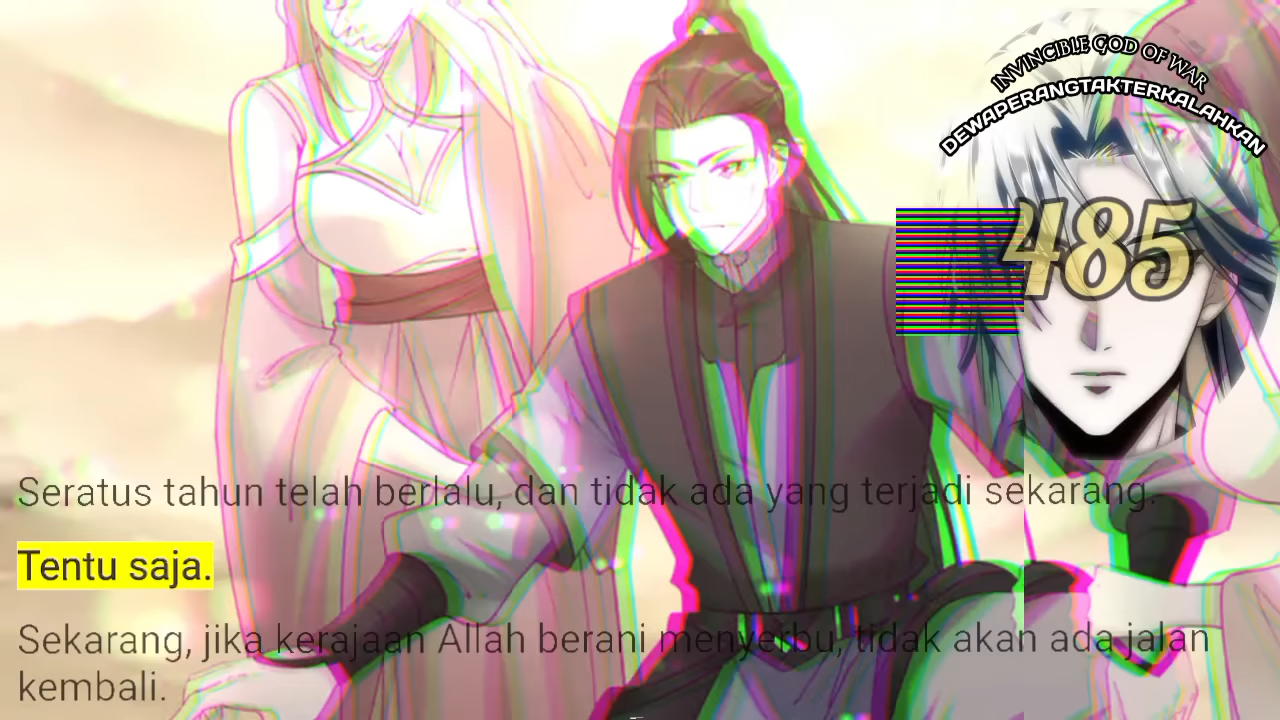 INVINCIBLE GOD OF WAR
DEWAPERANGTAKTERKALAHKAN
485
Seratus tahun telah berlalu, dan tidak ada yang terjadi sekarang.
Tentu saja.
Sekarang, jika kerajaan Allah berani menyerbu, tidak akan ada jalan
kembali.